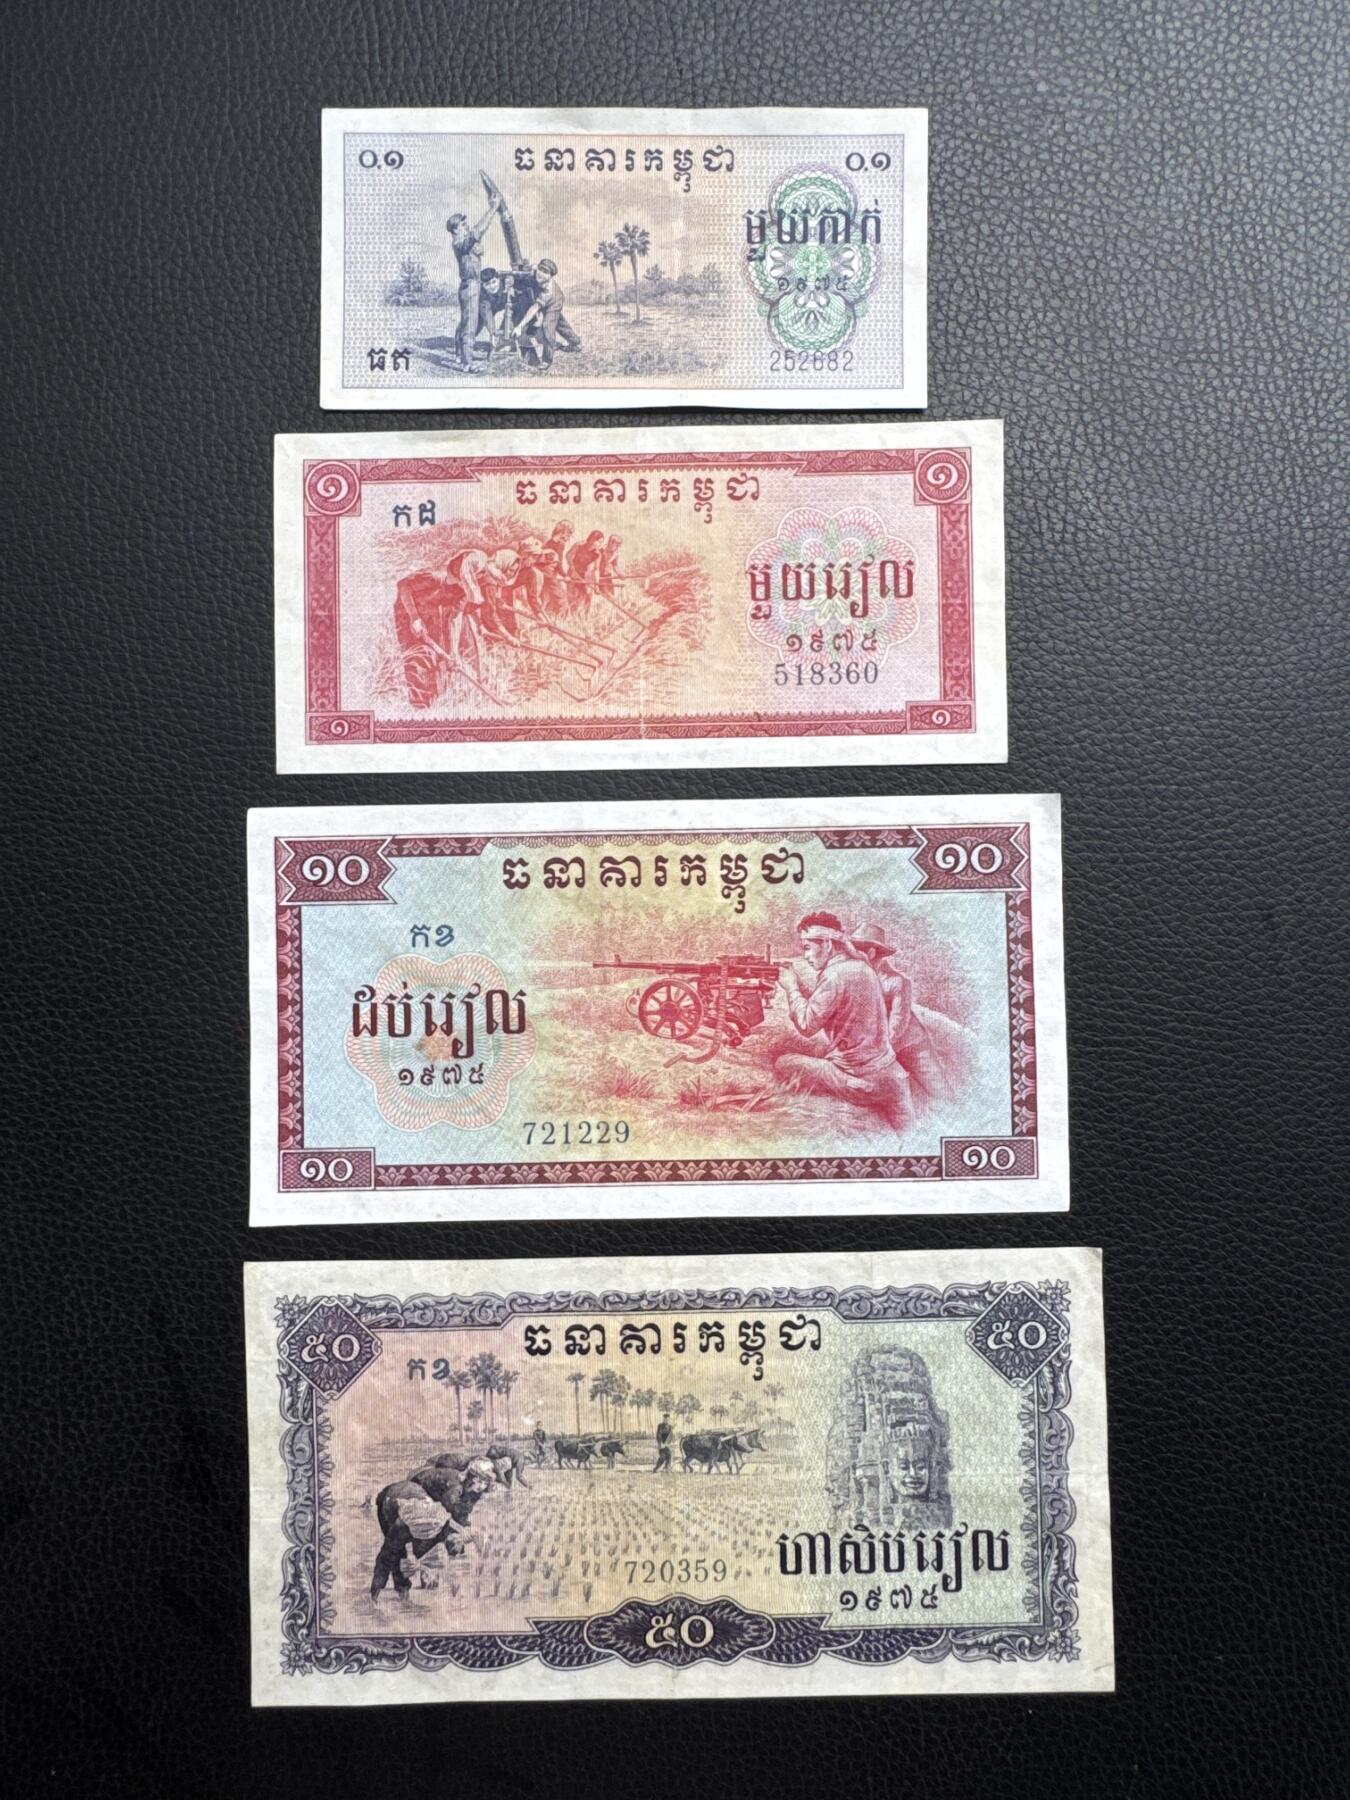 ០.១ ធនាគារកម្ពុជា ០.១
មួយកាក់
១៩៧៥
ធត 252682
១ ធនាគារកម្ពុជា ១
កដ
មួយរៀល
១៩៧៥
518360
១ ១
១០ ធនាគារកម្ពុជា ១០
កខ
ដប់រៀល
១៩៧៥
721229
១០ ១០
៥០ ធនាគារកម្ពុជា ៥០
កខ
ហាសិបរៀល
720359
១៩៧៥
៥០